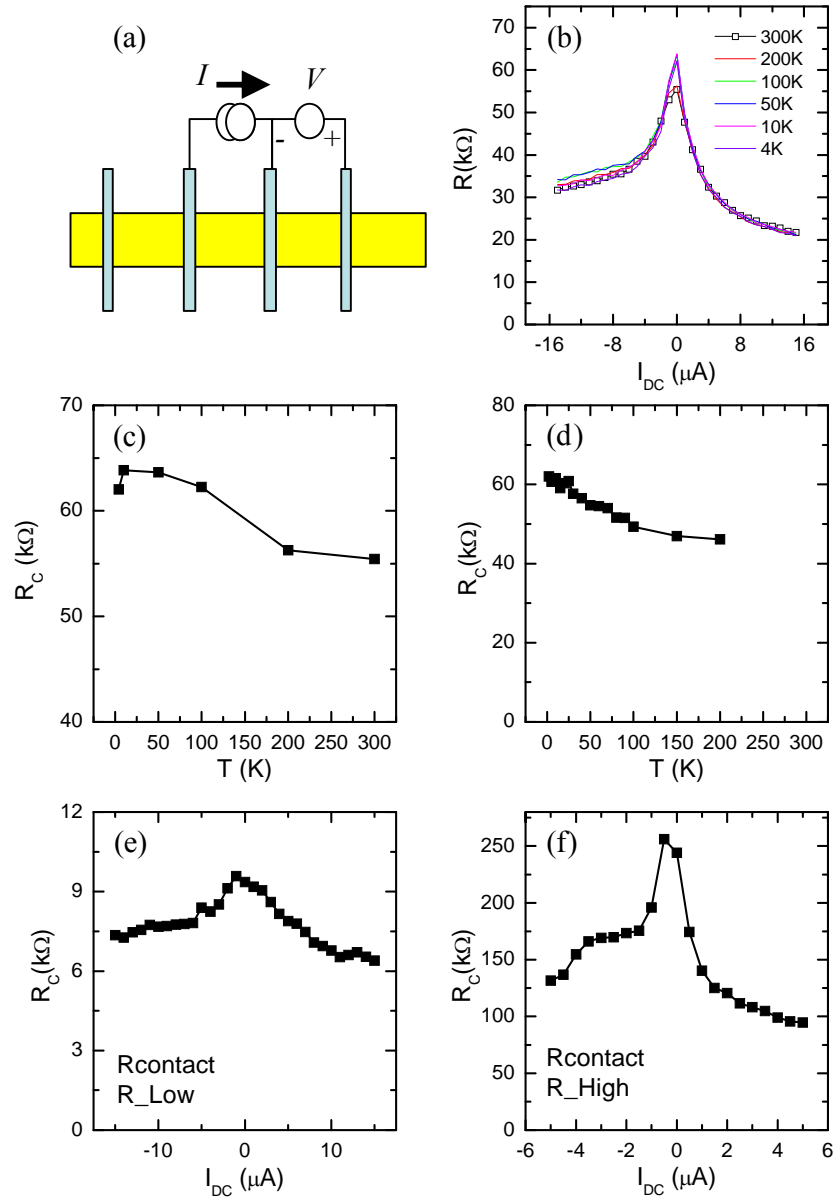 (a)
I
V
-
+
(b)
300K
200K
100K
50K
10K
4K
R(kΩ)
70
60
50
40
30
20
10
0
-16 -8 0 8 16
I_DC (μA)
(c)
R_C (kΩ)
70
60
50
40
0 50 100 150 200 250 300
T (K)
(d)
R_C (kΩ)
80
60
40
20
0
0 50 100 150 200 250 300
T (K)
(e)
R_C(kΩ)
12
9
6
3
0
Rcontact
R_Low
-10 0 10
I_DC (μA)
(f)
R_C(kΩ)
250
200
150
100
50
0
Rcontact
R_High
-6 -4 -2 0 2 4 6
I_DC (μA)